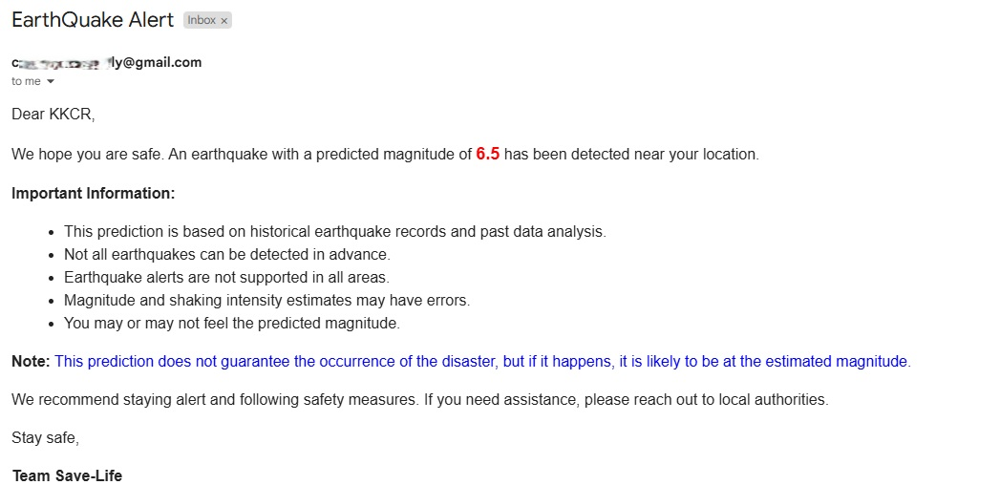 EarthQuake Alert Inbox ×
ly@gmail.com
to me
Dear KKCR,
We hope you are safe. An earthquake with a predicted magnitude of 6.5 has been detected near your location.
Important Information:
• This prediction is based on historical earthquake records and past data analysis.
• Not all earthquakes can be detected in advance.
• Earthquake alerts are not supported in all areas.
• Magnitude and shaking intensity estimates may have errors.
• You may or may not feel the predicted magnitude.
Note: This prediction does not guarantee the occurrence of the disaster, but if it happens, it is likely to be at the estimated magnitude.
We recommend staying alert and following safety measures. If you need assistance, please reach out to local authorities.
Stay safe,
Team Save-Life